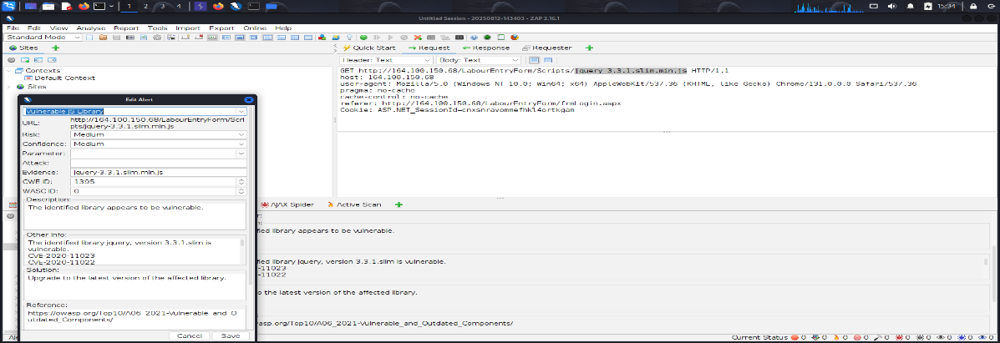 1 2 3 4
15:34
Untitled Session - 20250812-143403 - ZAP 2.16.1
File Edit View Analyse Report Tools Import Export Online Help
Standard Mode
Sites
Quick Start Request Response Requester
Header: Text Body: Text
Contexts
Default Context
Sites
GET http://164.100.150.68/LabourEntryForm/Scripts/jquery-3.3.1.slim.min.js HTTP/1.1
host: 164.100.150.68
user-agent: Mozilla/5.0 (Windows NT 10.0; Win64; x64) AppleWebKit/537.36 (KHTML, like Gecko) Chrome/131.0.0.0 Safari/537.36
pragma: no-cache
cache-control: no-cache
referer: http://164.100.150.68/LabourEntryForm/frmLogin.aspx
Cookie: ASP.NET_SessionId=cnxsnravommefhkl4ortkgam
Edit Alert
Vulnerable JS Library
URL: http://164.100.150.68/LabourEntryForm/Scri
pts/jquery-3.3.1.slim.min.js
Risk: Medium
Confidence: Medium
Parameter:
Attack:
Evidence: jquery-3.3.1.slim.min.js
CWE ID: 1395
WASC ID: 0
Description:
The identified library appears to be vulnerable.
Other Info:
The identified library jquery, version 3.3.1.slim is
vulnerable.
CVE-2020-11023
CVE-2020-11022
Solution:
Upgrade to the latest version of the affected library.
Reference:
https://owasp.org/Top10/A06_2021-Vulnerable_and_O
utdated_Components/
Cancel Save
AJAX Spider Active Scan
fied library appears to be vulnerable.
fied library jquery, version 3.3.1.slim is vulnerable.
-11023
-11022
to the latest version of the affected library.
wasp.org/Top10/A06_2021-Vulnerable_and_Outdated_Components/
Ale
Current Status 0 0 0 0 0 0 0 0 0 0